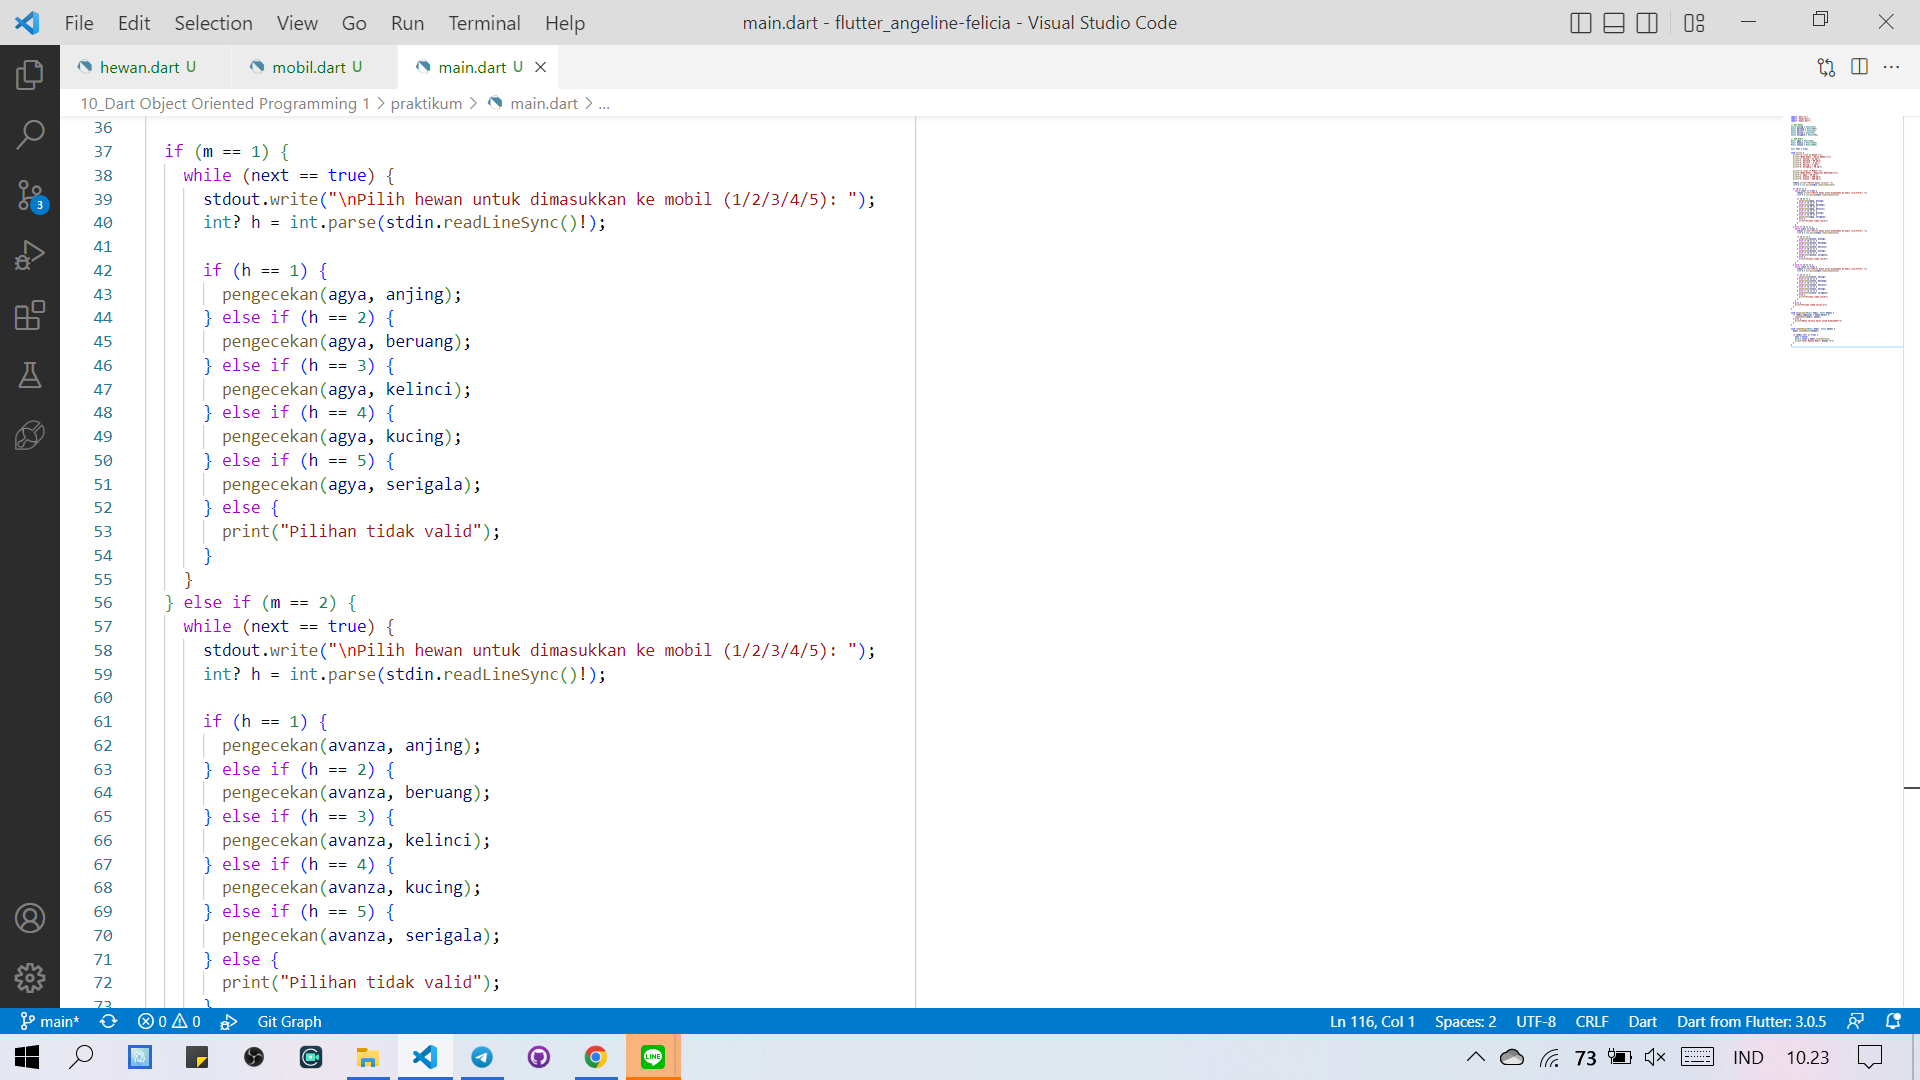 File Edit Selection View Go Run Terminal Help
main.dart - flutter_angeline-felicia - Visual Studio Code
hewan.dart U
mobil.dart U
main.dart U
10_Dart Object Oriented Programming 1 > praktikum > main.dart > ...
36
37 if (m == 1) {
38 while (next == true) {
39 stdout.write("\nPilih hewan untuk dimasukkan ke mobil (1/2/3/4/5): ");
40 int? h = int.parse(stdin.readLineSync()!);
41
42 if (h == 1) {
43 pengecekan(agya, anjing);
44 } else if (h == 2) {
45 pengecekan(agya, beruang);
46 } else if (h == 3) {
47 pengecekan(agya, kelinci);
48 } else if (h == 4) {
49 pengecekan(agya, kucing);
50 } else if (h == 5) {
51 pengecekan(agya, serigala);
52 } else {
53 print("Pilihan tidak valid");
54 }
55 }
56 } else if (m == 2) {
57 while (next == true) {
58 stdout.write("\nPilih hewan untuk dimasukkan ke mobil (1/2/3/4/5): ");
59 int? h = int.parse(stdin.readLineSync()!);
60
61 if (h == 1) {
62 pengecekan(avanza, anjing);
63 } else if (h == 2) {
64 pengecekan(avanza, beruang);
65 } else if (h == 3) {
66 pengecekan(avanza, kelinci);
67 } else if (h == 4) {
68 pengecekan(avanza, kucing);
69 } else if (h == 5) {
70 pengecekan(avanza, serigala);
71 } else {
72 print("Pilihan tidak valid");
73 }
3
main* 0 0 Git Graph
Ln 116, Col 1 Spaces: 2 UTF-8 CRLF Dart Dart from Flutter: 3.0.5
LINE
73 IND 10.23